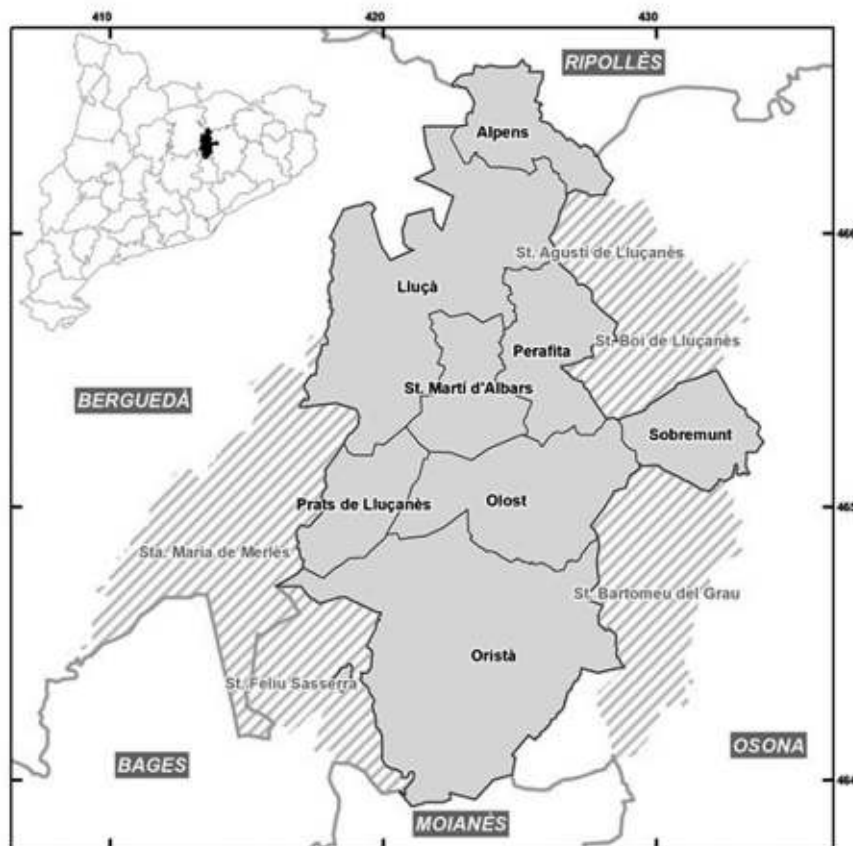 410
420
430
RIPOLLÈS
Alpens
St. Agustí de Lluçanès
Lluçà
St. Boi de Lluçanès
Perafita
St. Martí d'Albars
BERGUEDÀ
Sobremunt
Prats de Lluçanès
Olost
Sta. Maria de Merlès
St. Bartomeu del Grau
Oristà
St. Feliu Sasserra
OSONA
BAGES
MOIANÈS